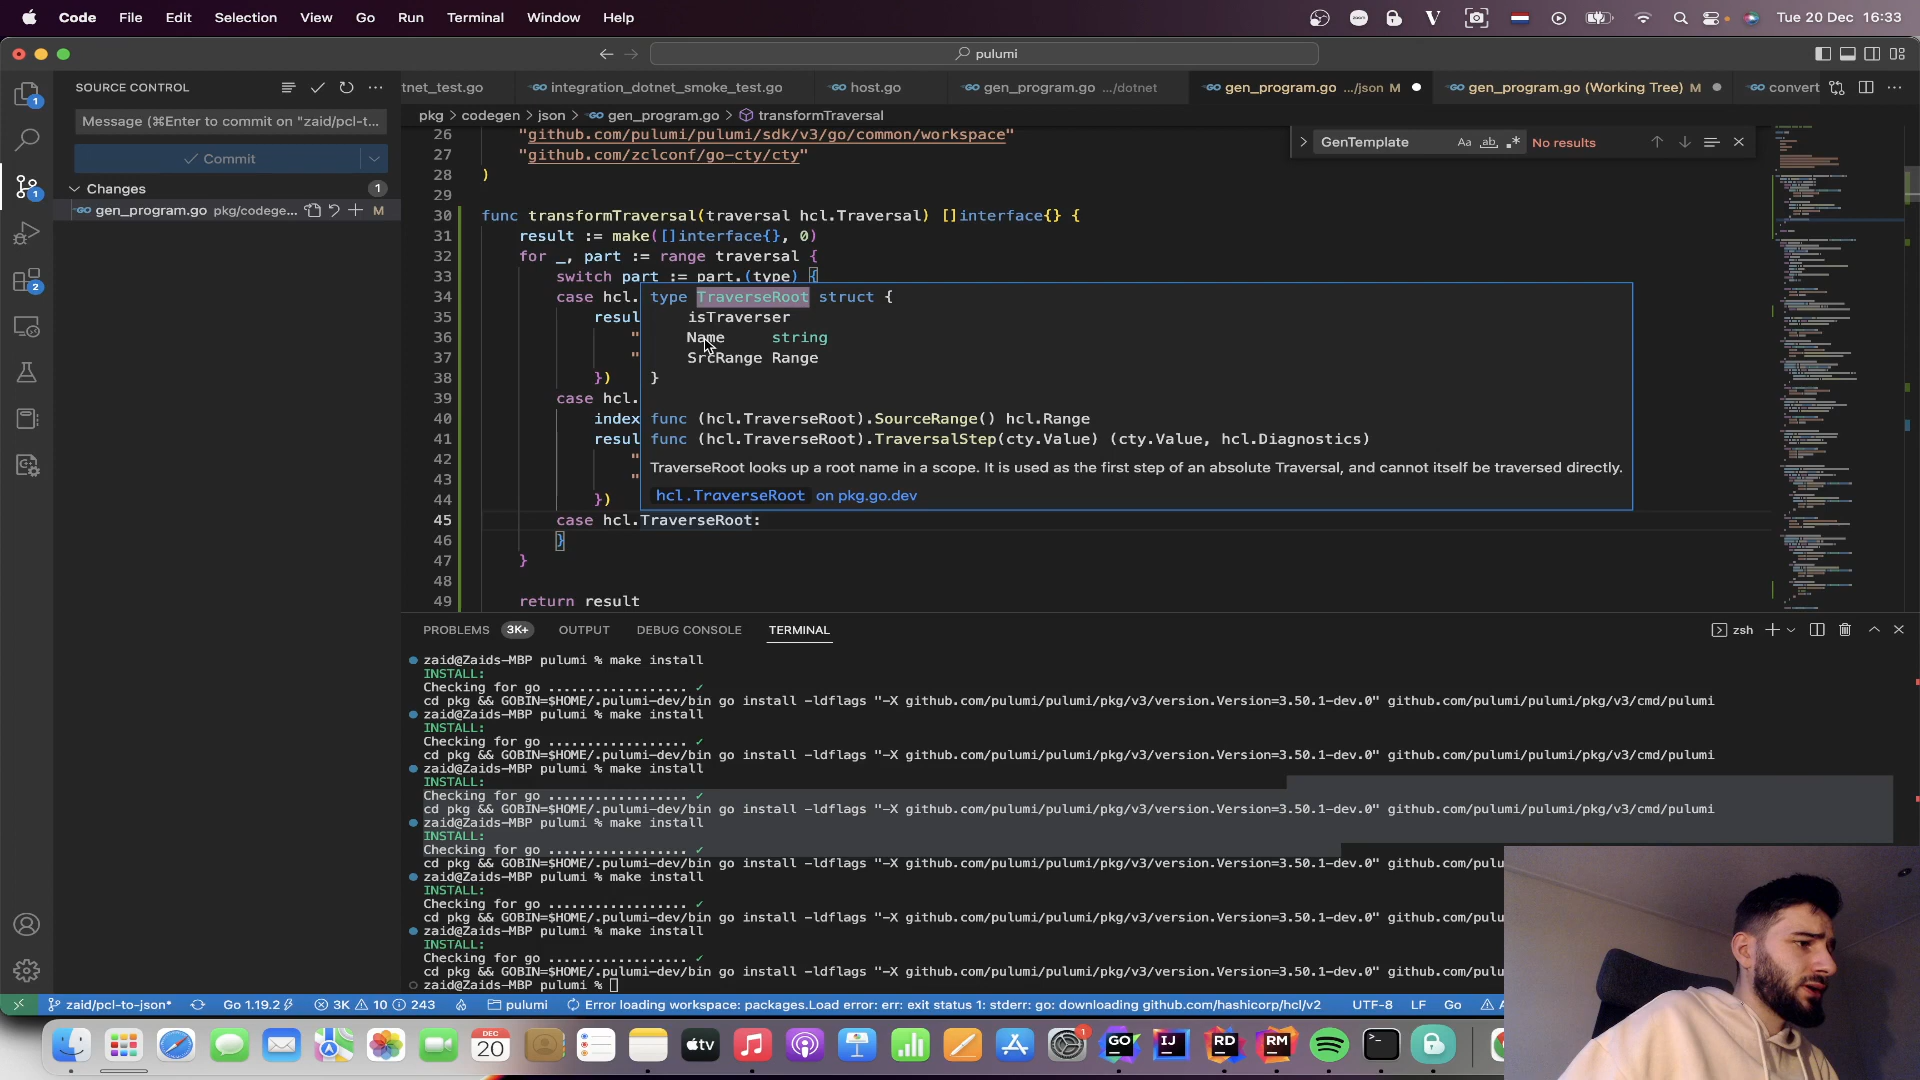 Code File Edit Selection View Go Run Terminal Window Help
Tue 20 Dec 16:33
pulumi
SOURCE CONTROL
Message (⌘Enter to commit on "zaid/pcl-t...
Commit
Changes 1
gen_program.go pkg/codege... M
tnet_test.go integration_dotnet_smoke_test.go host.go gen_program.go .../dotnet gen_program.go .../json M gen_program.go (Working Tree) M convert
pkg > codegen > json > gen_program.go > transformTraversal
GenTemplate Aa ab .* No results
26 "github.com/pulumi/pulumi/sdk/v3/go/common/workspace"
27 "github.com/zclconf/go-cty/cty"
28 )
29
30 func transformTraversal(traversal hcl.Traversal) []interface{} {
31 result := make([]interface{}, 0)
32 for _, part := range traversal {
33 switch part := part.(type) {
34 case hcl.
35 resul
36 "
37 "
38 })
39 case hcl.
40 index
41 resul
42 "
43 "
44 })
45 case hcl.TraverseRoot:
46 }
47 }
48
49 return result
type TraverseRoot struct {
isTraverser
Name string
SrcRange Range
}
func (hcl.TraverseRoot).SourceRange() hcl.Range
func (hcl.TraverseRoot).TraversalStep(cty.Value) (cty.Value, hcl.Diagnostics)
TraverseRoot looks up a root name in a scope. It is used as the first step of an absolute Traversal, and cannot itself be traversed directly.
hcl.TraverseRoot on pkg.go.dev
PROBLEMS 3K+ OUTPUT DEBUG CONSOLE TERMINAL
zsh
zaid@Zaids-MBP pulumi % make install
INSTALL:
Checking for go .................. ✓
cd pkg && GOBIN=$HOME/.pulumi-dev/bin go install -ldflags "-X github.com/pulumi/pulumi/pkg/v3/version.Version=3.50.1-dev.0" github.com/pulumi/pulumi/pkg/v3/cmd/pulumi
zaid@Zaids-MBP pulumi % make install
INSTALL:
Checking for go .................. ✓
cd pkg && GOBIN=$HOME/.pulumi-dev/bin go install -ldflags "-X github.com/pulumi/pulumi/pkg/v3/version.Version=3.50.1-dev.0" github.com/pulumi/pulumi/pkg/v3/cmd/pulumi
zaid@Zaids-MBP pulumi % make install
INSTALL:
Checking for go .................. ✓
cd pkg && GOBIN=$HOME/.pulumi-dev/bin go install -ldflags "-X github.com/pulumi/pulumi/pkg/v3/version.Version=3.50.1-dev.0" github.com/pulumi/pulumi/pkg/v3/cmd/pulumi
zaid@Zaids-MBP pulumi % make install
INSTALL:
Checking for go .................. ✓
cd pkg && GOBIN=$HOME/.pulumi-dev/bin go install -ldflags "-X github.com/pulumi/pulumi/pkg/v3/version.Version=3.50.1-dev.0" github.com/pulu
zaid@Zaids-MBP pulumi % make install
INSTALL:
Checking for go .................. ✓
cd pkg && GOBIN=$HOME/.pulumi-dev/bin go install -ldflags "-X github.com/pulumi/pulumi/pkg/v3/version.Version=3.50.1-dev.0" github.com/pulu
zaid@Zaids-MBP pulumi % make install
INSTALL:
Checking for go .................. ✓
cd pkg && GOBIN=$HOME/.pulumi-dev/bin go install -ldflags "-X github.com/pulumi/pulumi/pkg/v3/version.Version=3.50.1-dev.0" github.com/pulu
zaid@Zaids-MBP pulumi %
zaid/pcl-to-json* Go 1.19.2 3K 10 243 pulumi Error loading workspace: packages.Load error: err: exit status 1: stderr: go: downloading github.com/hashicorp/hcl/v2 UTF-8 LF Go
DEC 20 tv 1 GO IJ RD RM